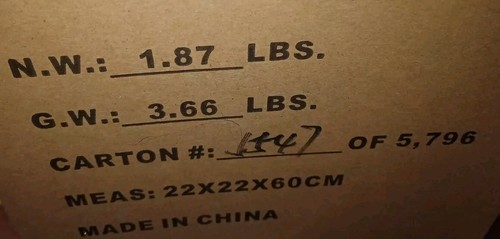 N.W.: 1.87 LBS.
G.W.: 3.66 LBS.
CARTON #: OF 5,796
MEAS: 22X22X60CM
MADE IN CHINA